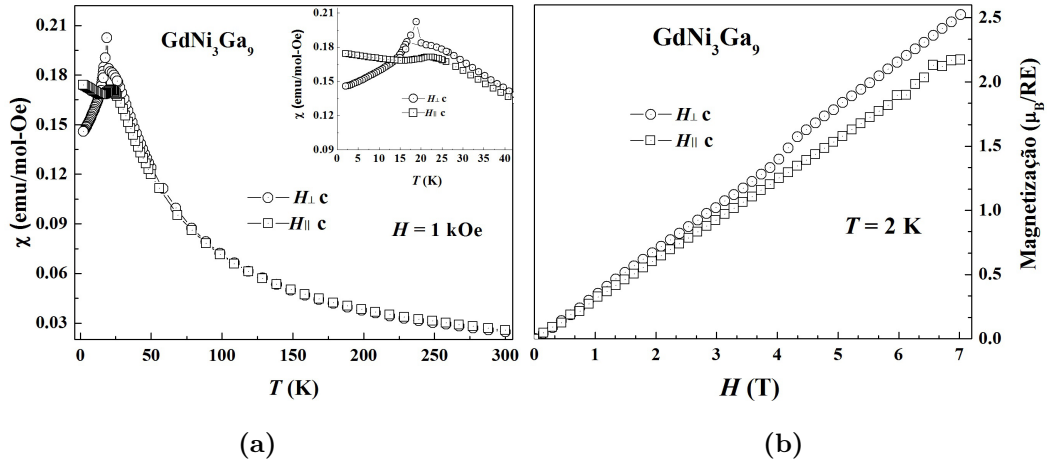 GdNi₃Ga₉
χ (emu/mol-Oe)
0.21
0.18
0.15
0.12
0.09
0.06
0.03
0 50 100 150 200 250 300
T (K)
H⊥ c
H|| c
H = 1 kOe
χ (emu/mol-Oe)
0.21
0.18
0.15
0.12
0.09
0 5 10 15 20 25 30 35 40
T (K)
H⊥ c
H|| c
(a)
GdNi₃Ga₉
H⊥ c
H|| c
T = 2 K
2.5
2.0
1.5
1.0
0.5
0.0
Magnetização (μB/RE)
0 1 2 3 4 5 6 7
H (T)
(b)